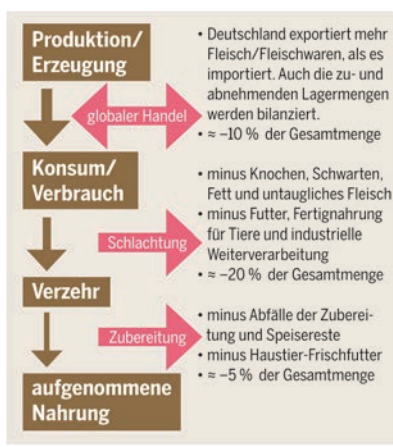 Produktion/
Erzeugung
• Deutschland exportiert mehr
Fleisch/Fleischwaren, als es
importiert. Auch die zu- und
abnehmenden Lagermengen
werden bilanziert.
• ≈ –10 % der Gesamtmenge
globaler Handel
Konsum/
Verbrauch
• minus Knochen, Schwarten,
Fett und untaugliches Fleisch
• minus Futter, Fertignahrung
für Tiere und industrielle
Weiterverarbeitung
• ≈ –20 % der Gesamtmenge
Schlachtung
Verzehr
• minus Abfälle der Zuberei-
tung und Speisereste
• minus Haustier-Frischfutter
• ≈ –5 % der Gesamtmenge
Zubereitung
aufgenommene
Nahrung